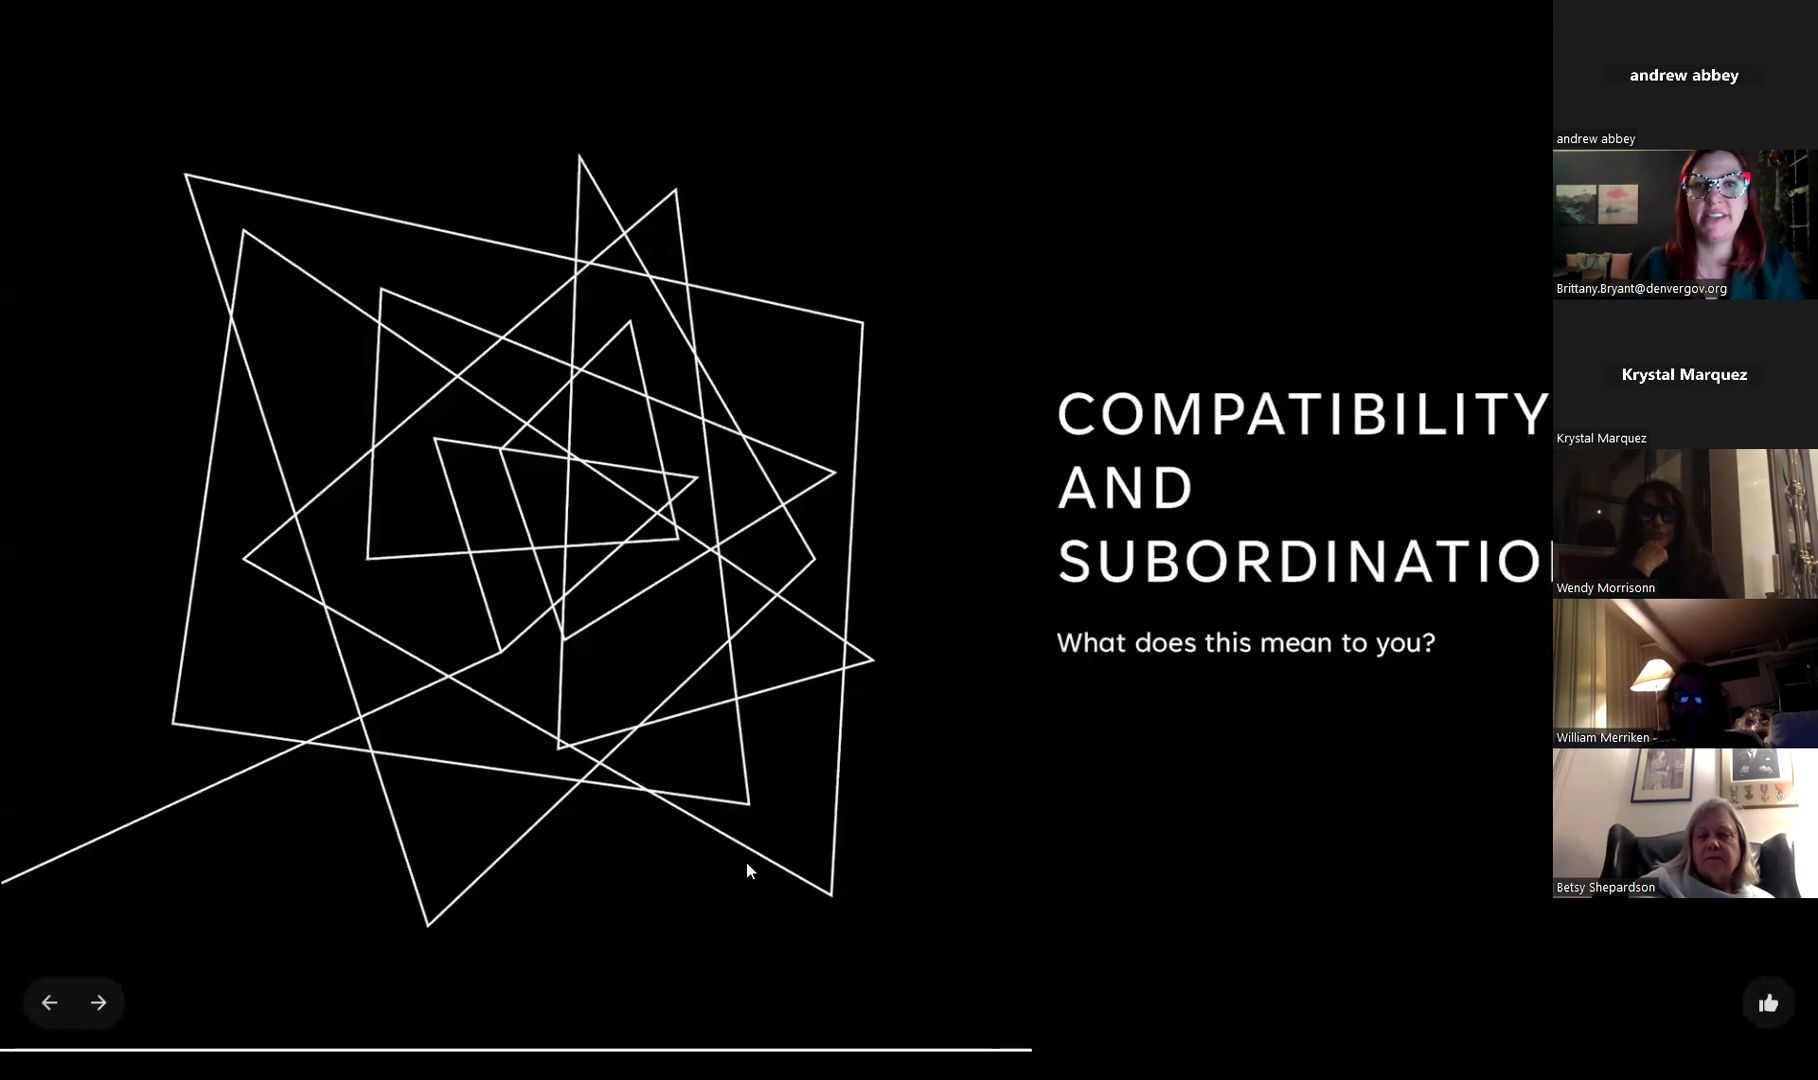 COMPATIBILITY
AND
SUBORDINATIO
What does this mean to you?
andrew abbey
andrew abbey
Brittany.Bryant@denvergov.org
Krystal Marquez
Krystal Marquez
Wendy Morrisonn
William Merriken
Betsy Shepardson